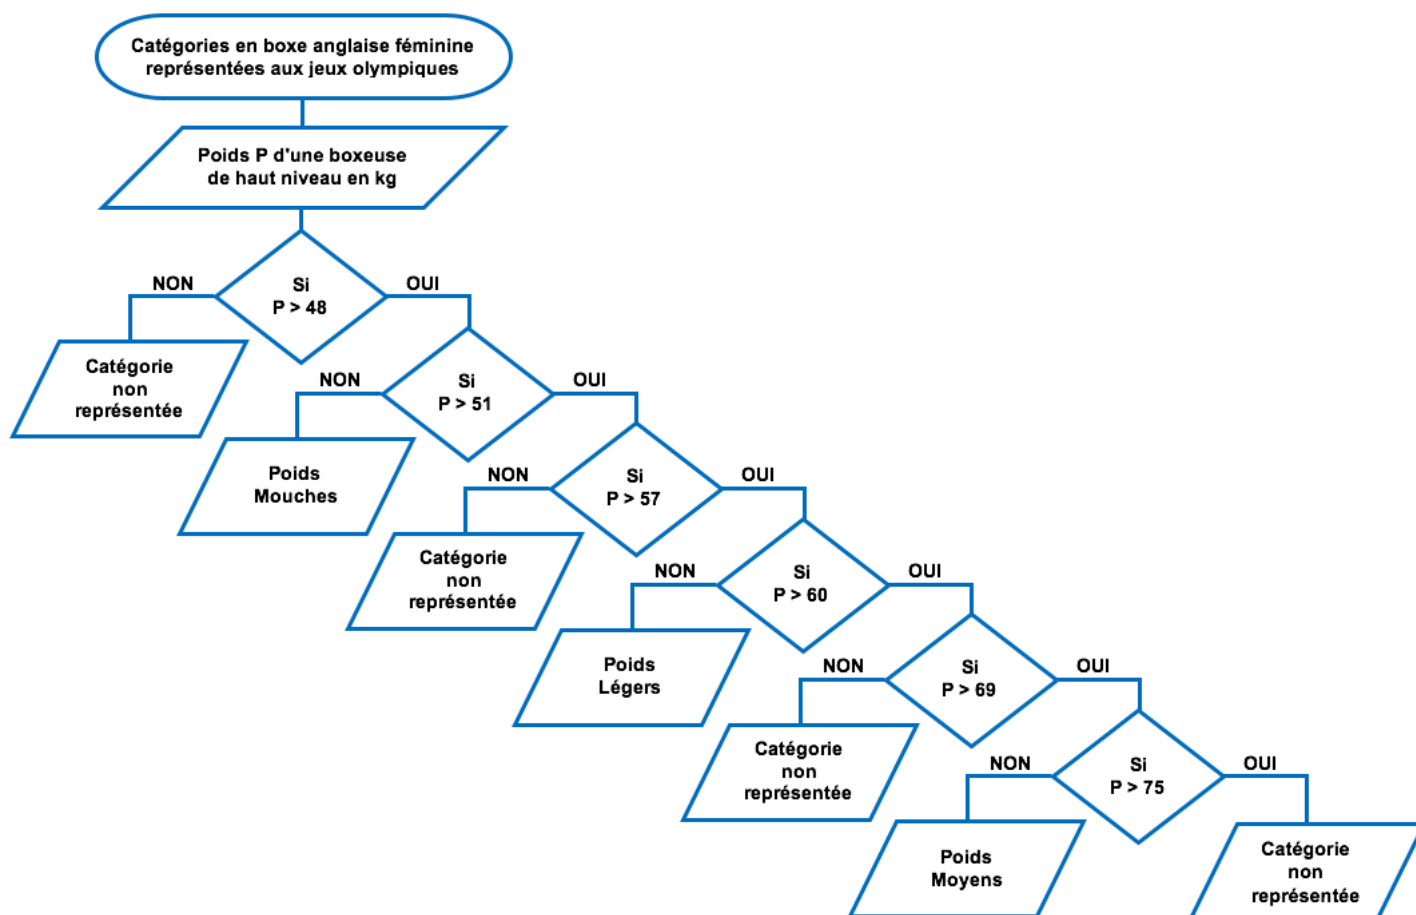 Catégories en boxe anglaise féminine
représentées aux jeux olympiques
Poids P d'une boxeuse
de haut niveau en kg
NON
Si
P > 48
OUI
Catégorie
non
représentée
NON
Si
P > 51
OUI
Poids
Mouches
NON
Si
P > 57
OUI
Catégorie
non
représentée
NON
Si
P > 60
OUI
Poids
Légers
NON
Si
P > 69
OUI
Catégorie
non
représentée
NON
Si
P > 75
OUI
Poids
Moyens
Catégorie
non
représentée